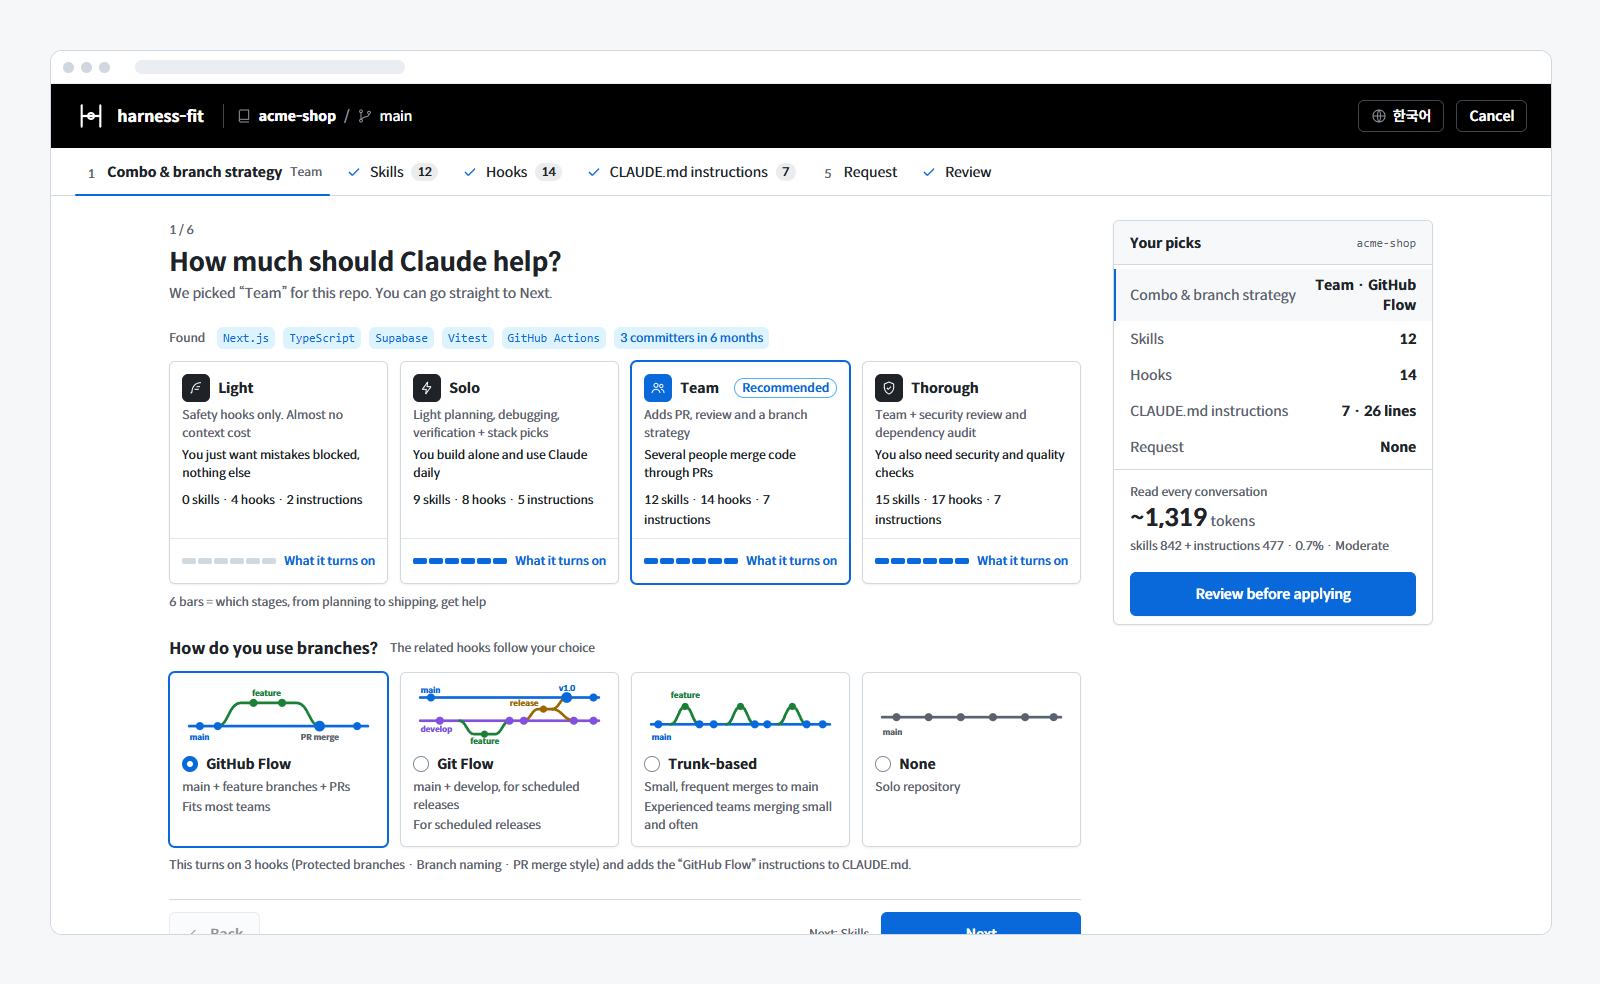 harness-fit acme-shop / main 한국어 Cancel
1 Combo & branch strategy Team Skills 12 Hooks 14 CLAUDE.md instructions 7 5 Request Review
1 / 6
How much should Claude help?
We picked “Team” for this repo. You can go straight to Next.
Found Next.js TypeScript Supabase Vitest GitHub Actions 3 committers in 6 months
Light
Safety hooks only. Almost no
context cost
You just want mistakes blocked,
nothing else
0 skills · 4 hooks · 2 instructions
What it turns on
Solo
Light planning, debugging,
verification + stack picks
You build alone and use Claude
daily
9 skills · 8 hooks · 5 instructions
What it turns on
Team Recommended
Adds PR, review and a branch
strategy
Several people merge code
through PRs
12 skills · 14 hooks · 7
instructions
What it turns on
Thorough
Team + security review and
dependency audit
You also need security and quality
checks
15 skills · 17 hooks · 7
instructions
What it turns on
6 bars = which stages, from planning to shipping, get help
How do you use branches? The related hooks follow your choice
feature
main PR merge
GitHub Flow
main + feature branches + PRs
Fits most teams
main v1.0
release
develop
feature
Git Flow
main + develop, for scheduled
releases
For scheduled releases
feature
main
Trunk-based
Small, frequent merges to main
Experienced teams merging small
and often
main
None
Solo repository
This turns on 3 hooks (Protected branches · Branch naming · PR merge style) and adds the “GitHub Flow” instructions to CLAUDE.md.
Back Next: Skills Next
Your picks acme-shop
Combo & branch strategy Team · GitHub
Flow
Skills 12
Hooks 14
CLAUDE.md instructions 7 · 26 lines
Request None
Read every conversation
~1,319 tokens
skills 842 + instructions 477 · 0.7% · Moderate
Review before applying